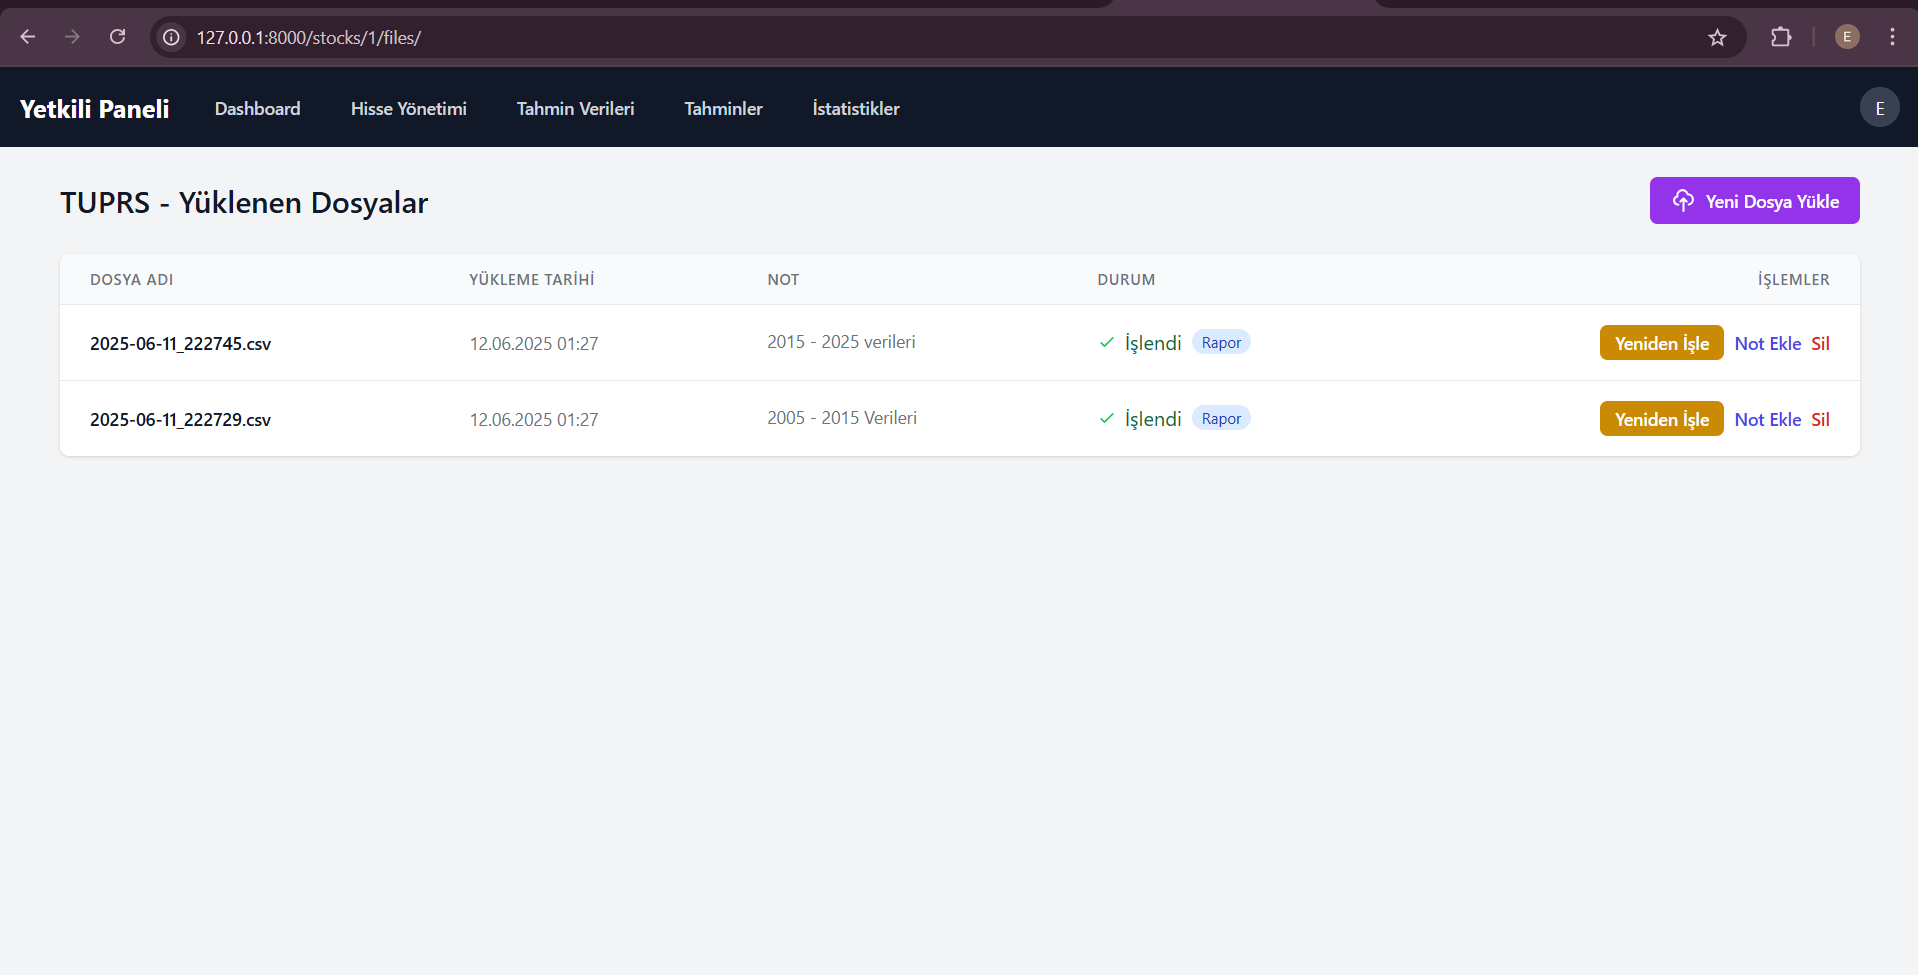 127.0.0.1:8000/stocks/1/files/
E
Yetkili Paneli Dashboard Hisse Yönetimi Tahmin Verileri Tahminler İstatistikler E
TUPRS - Yüklenen Dosyalar Yeni Dosya Yükle
DOSYA ADI YÜKLEME TARİHİ NOT DURUM İŞLEMLER
2025-06-11_222745.csv 12.06.2025 01:27 2015 - 2025 verileri İşlendi Rapor Yeniden İşle Not Ekle Sil
2025-06-11_222729.csv 12.06.2025 01:27 2005 - 2015 Verileri İşlendi Rapor Yeniden İşle Not Ekle Sil